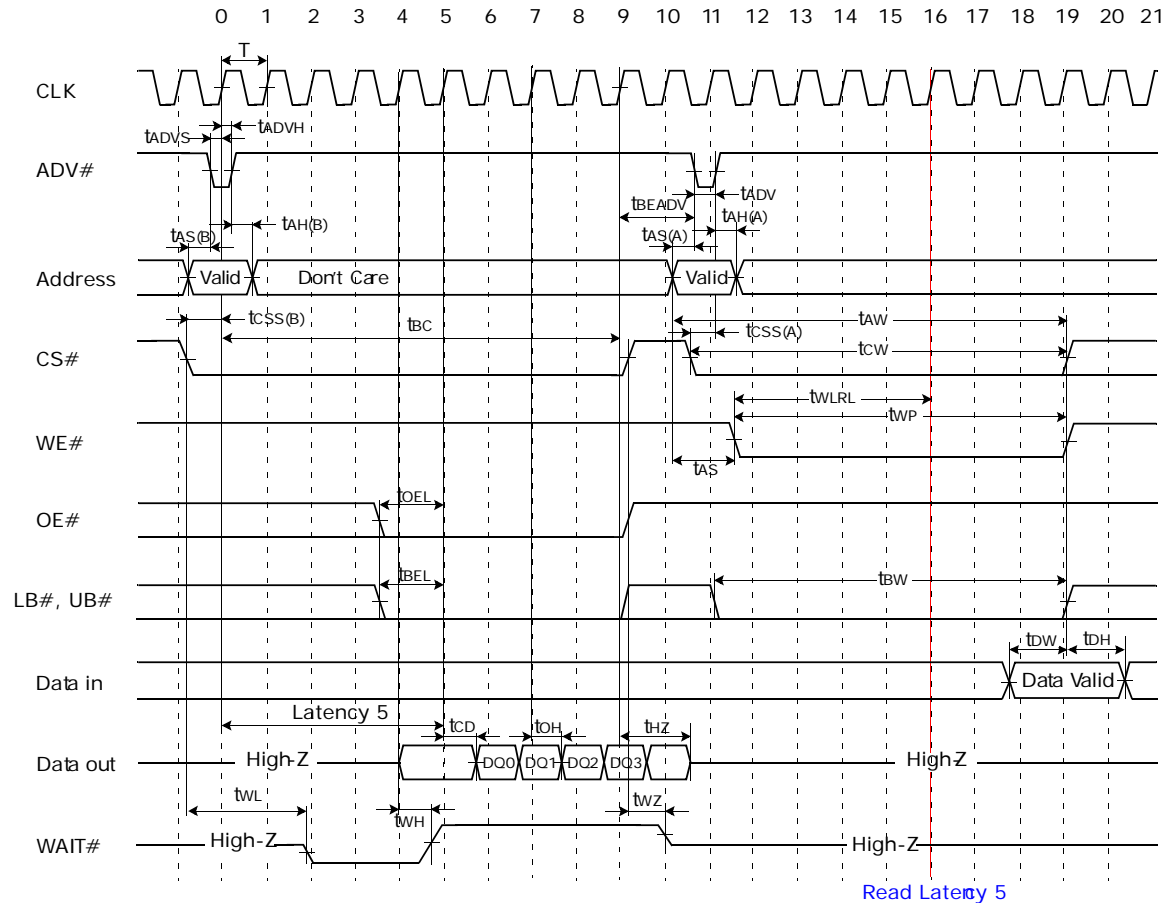 0 1 2 3 4 5 6 7 8 9 10 11 12 13 14 15 16 17 18 19 20 21
T
CLK
tADVH
tADVS
ADV#
tADV
tBEADV
tAH(B) tAH(A)
tAS(B) tAS(A)
Address Valid Don't Care Valid
tCSS(B) tBC tCSS(A) tAW
CS# tCW
tWLRL
tWP
WE#
tAS
tOEL
OE#
tBEL tBW
LB#, UB#
tDW tDH
Data in Data Valid
Latency 5
tCD tOH tHZ
Data out High-Z DQ0 DQ1 DQ2 DQ3 High-Z
tWL tWH tWZ
WAIT# High-Z High-Z
Read Latency 5